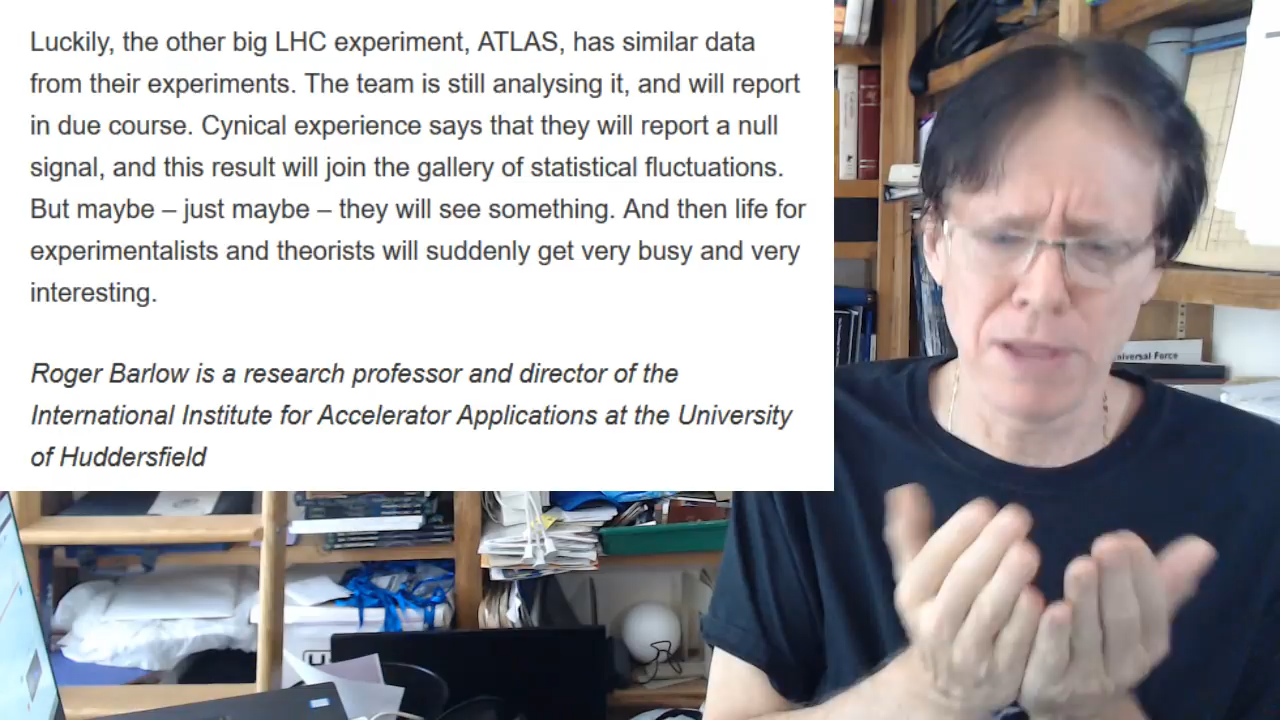 Luckily, the other big LHC experiment, ATLAS, has similar data
from their experiments. The team is still analysing it, and will report
in due course. Cynical experience says that they will report a null
signal, and this result will join the gallery of statistical fluctuations.
But maybe – just maybe – they will see something. And then life for
experimentalists and theorists will suddenly get very busy and very
interesting.
Roger Barlow is a research professor and director of the
International Institute for Accelerator Applications at the University
of Huddersfield
Universal Force